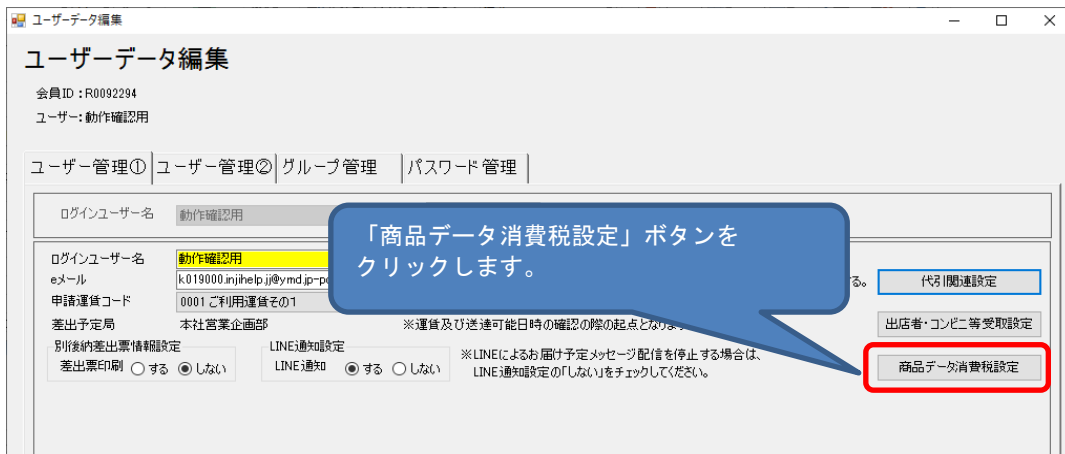 ユーザーデータ編集
ユーザーデータ編集
会員ID：R0092294
ユーザー：動作確認用
ユーザー管理① ユーザー管理② グループ管理 パスワード管理
ログインユーザー名 動作確認用
「商品データ消費税設定」ボタンを
クリックします。
ログインユーザー名 動作確認用
eメール k019000.injihelp.jj@ymd.jp-po
る。 代引関連設定
申請運賃コード 0001 ご利用運賃その1
差出予定局 本社営業企画部 ※運賃及び送達可能日時の確認の際の起点となります
出店者・コンビニ等受取設定
別後納差出票情報設定 LINE通知設定
差出票印刷 する しない LINE通知 する しない
※LINEによるお届け予定メッセージ配信を停止する場合は、
LINE通知設定の「しない」をチェックしてください。
商品データ消費税設定